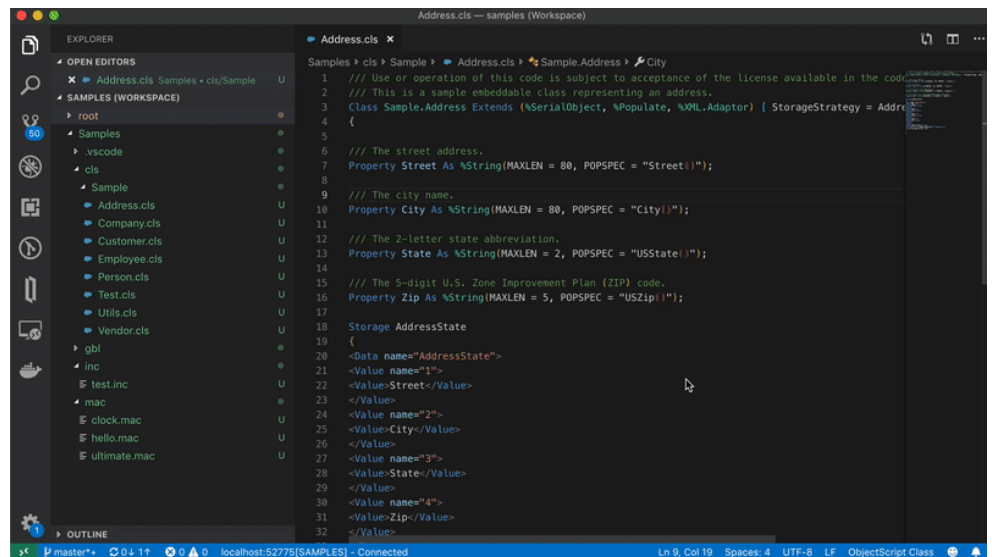 Address.cls — samples (Workspace)
EXPLORER
OPEN EDITORS
Address.cls Samples • cls/Sample U
SAMPLES (WORKSPACE)
root
Samples
.vscode
cls
Sample
Address.cls U
Company.cls U
Customer.cls U
Employee.cls U
Person.cls U
Test.cls U
Utils.cls U
Vendor.cls U
gbl
inc
test.inc U
mac
clock.mac U
hello.mac U
ultimate.mac U
OUTLINE
50
1
Address.cls
Samples cls Sample Address.cls Sample.Address City
1 /// Use or operation of this code is subject to acceptance of the license available in the code
2 /// This is a sample embeddable class representing an address.
3 Class Sample.Address Extends (%SerialObject, %Populate, %XML.Adaptor) [ StorageStrategy = Addre
4 {
5
6 /// The street address.
7 Property Street As %String(MAXLEN = 80, POPSPEC = "Street()");
8
9 /// The city name.
10 Property City As %String(MAXLEN = 80, POPSPEC = "City()");
11
12 /// The 2-letter state abbreviation.
13 Property State As %String(MAXLEN = 2, POPSPEC = "USState()");
14
15 /// The 5-digit U.S. Zone Improvement Plan (ZIP) code.
16 Property Zip As %String(MAXLEN = 5, POPSPEC = "USZip()");
17
18 Storage AddressState
19 {
20 <Data name="AddressState">
21 <Value name="1">
22 <Value>Street</Value>
23 </Value>
24 <Value name="2">
25 <Value>City</Value>
26 </Value>
27 <Value name="3">
28 <Value>State</Value>
29 </Value>
30 <Value name="4">
31 <Value>Zip</Value>
32 </Value>
master*+ 0↓ 1↑ 0 0 localhost:52775[SAMPLES] - Connected
Ln 9, Col 19 Spaces: 4 UTF-8 LF ObjectScript Class